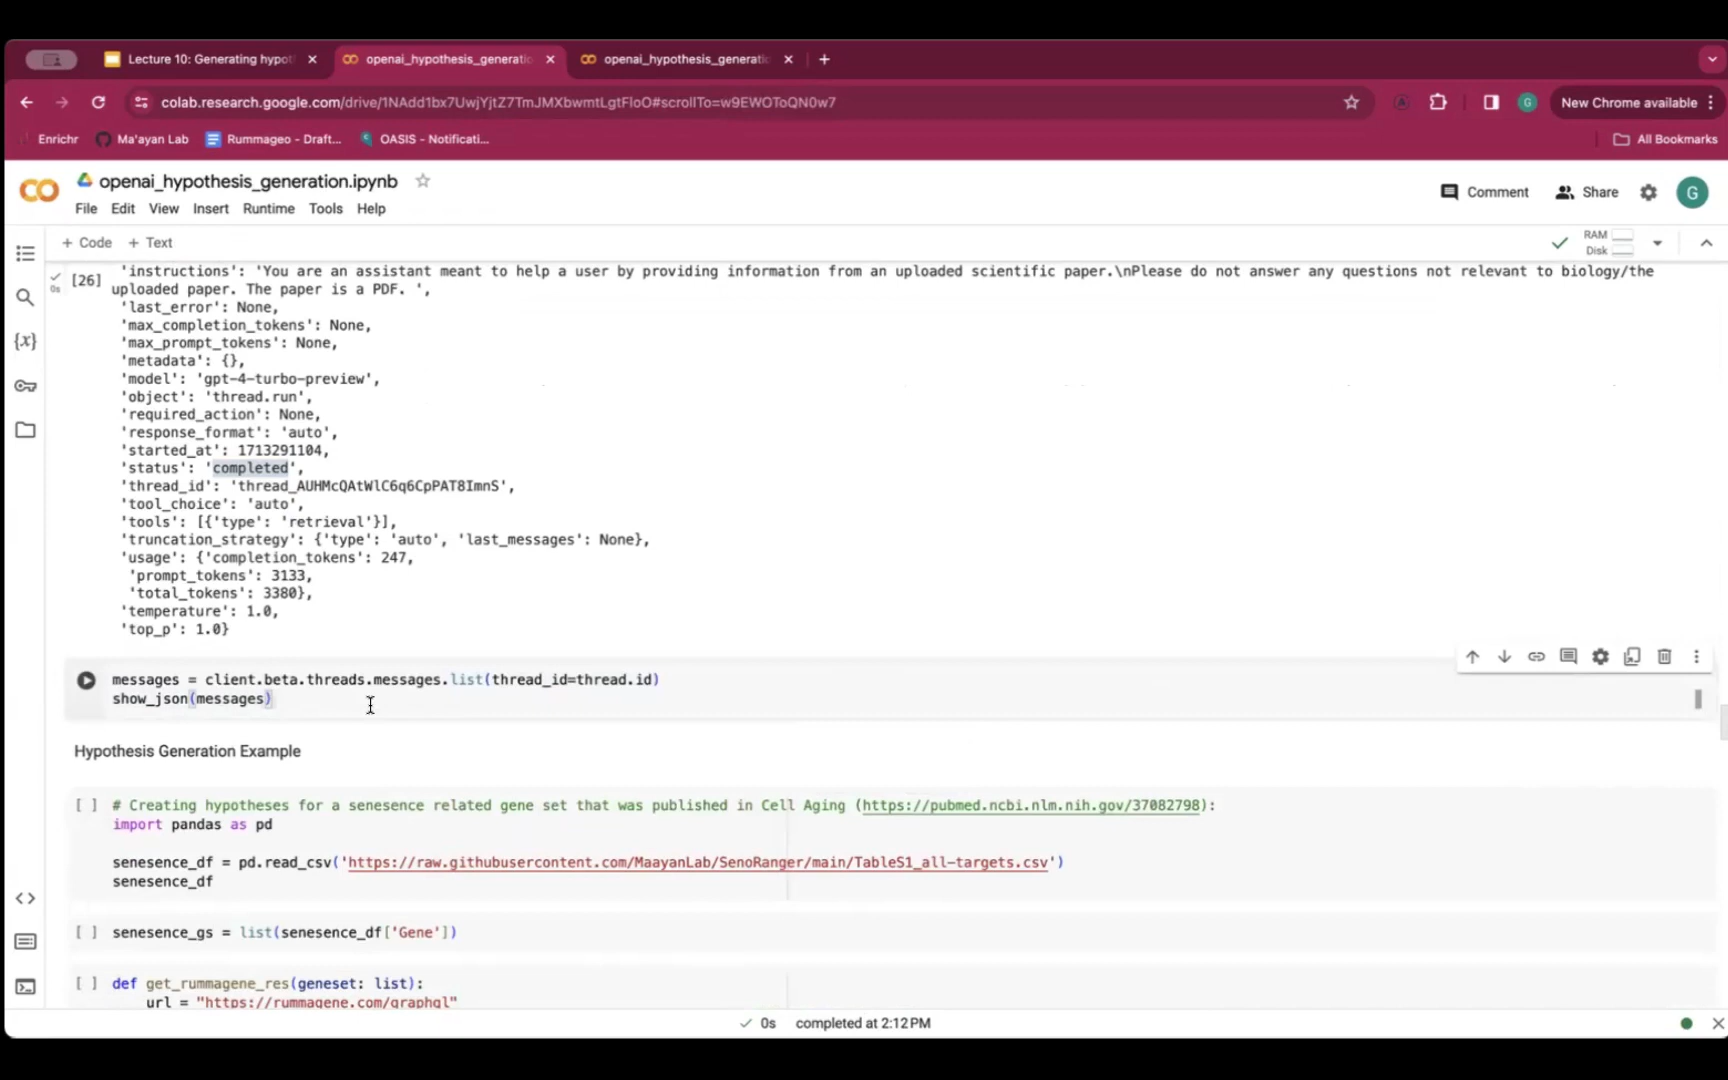 Lecture 10: Generating hypot
openai_hypothesis_generatio
openai_hypothesis_generatio
colab.research.google.com/drive/1NAdd1bx7UwjYjtZ7TmJMXbwmtLgtFloO#scrollTo=w9EWOToQN0w7
G
New Chrome available
Enrichr
Ma'ayan Lab
Rummageo - Draft...
OASIS - Notificati...
All Bookmarks
openai_hypothesis_generation.ipynb
Comment
Share
G
File Edit View Insert Runtime Tools Help
+ Code + Text
RAM
Disk
[26]
0s
'instructions': 'You are an assistant meant to help a user by providing information from an uploaded scientific paper.\nPlease do not answer any questions not relevant to biology/the
uploaded paper. The paper is a PDF. ',
'last_error': None,
'max_completion_tokens': None,
'max_prompt_tokens': None,
'metadata': {},
'model': 'gpt-4-turbo-preview',
'object': 'thread.run',
'required_action': None,
'response_format': 'auto',
'started_at': 1713291104,
'status': 'completed',
'thread_id': 'thread_AUHMcQAtWlC6q6CpPAT8ImnS',
'tool_choice': 'auto',
'tools': [{'type': 'retrieval'}],
'truncation_strategy': {'type': 'auto', 'last_messages': None},
'usage': {'completion_tokens': 247,
'prompt_tokens': 3133,
'total_tokens': 3380},
'temperature': 1.0,
'top_p': 1.0}
messages = client.beta.threads.messages.list(thread_id=thread.id)
show_json(messages)
Hypothesis Generation Example
[ ] # Creating hypotheses for a senesence related gene set that was published in Cell Aging (https://pubmed.ncbi.nlm.nih.gov/37082798):
import pandas as pd
senesence_df = pd.read_csv('https://raw.githubusercontent.com/MaayanLab/SenoRanger/main/TableS1_all-targets.csv')
senesence_df
[ ] senesence_gs = list(senesence_df['Gene'])
[ ] def get_rummagene_res(geneset: list):
url = "https://rummagene.com/graphql"
0s completed at 2:12 PM